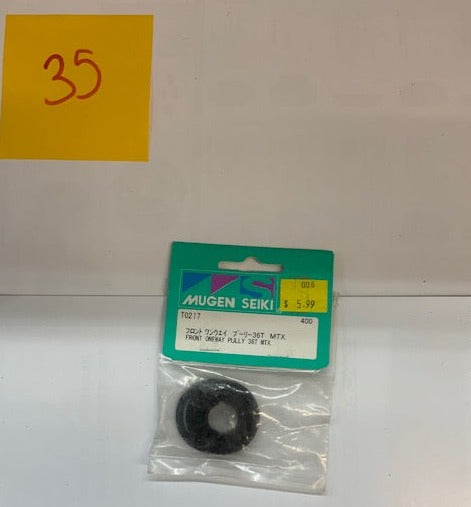 35
MUGEN SEIKI
005
$ 5.99
T0217 400
フロント ワンウエイ プーリー36T MTX.
FRONT ONEWAY PULLY 36T MTX.